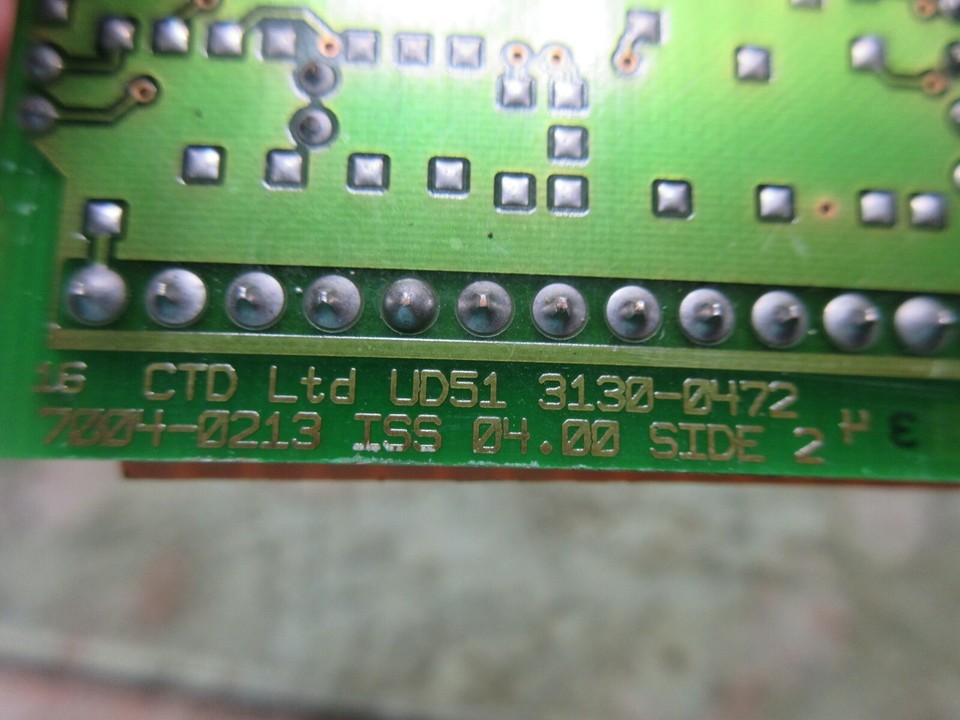 16 CTD Ltd UD51 3130-0472
7004-0213 ISS 04.00 SIDE 2